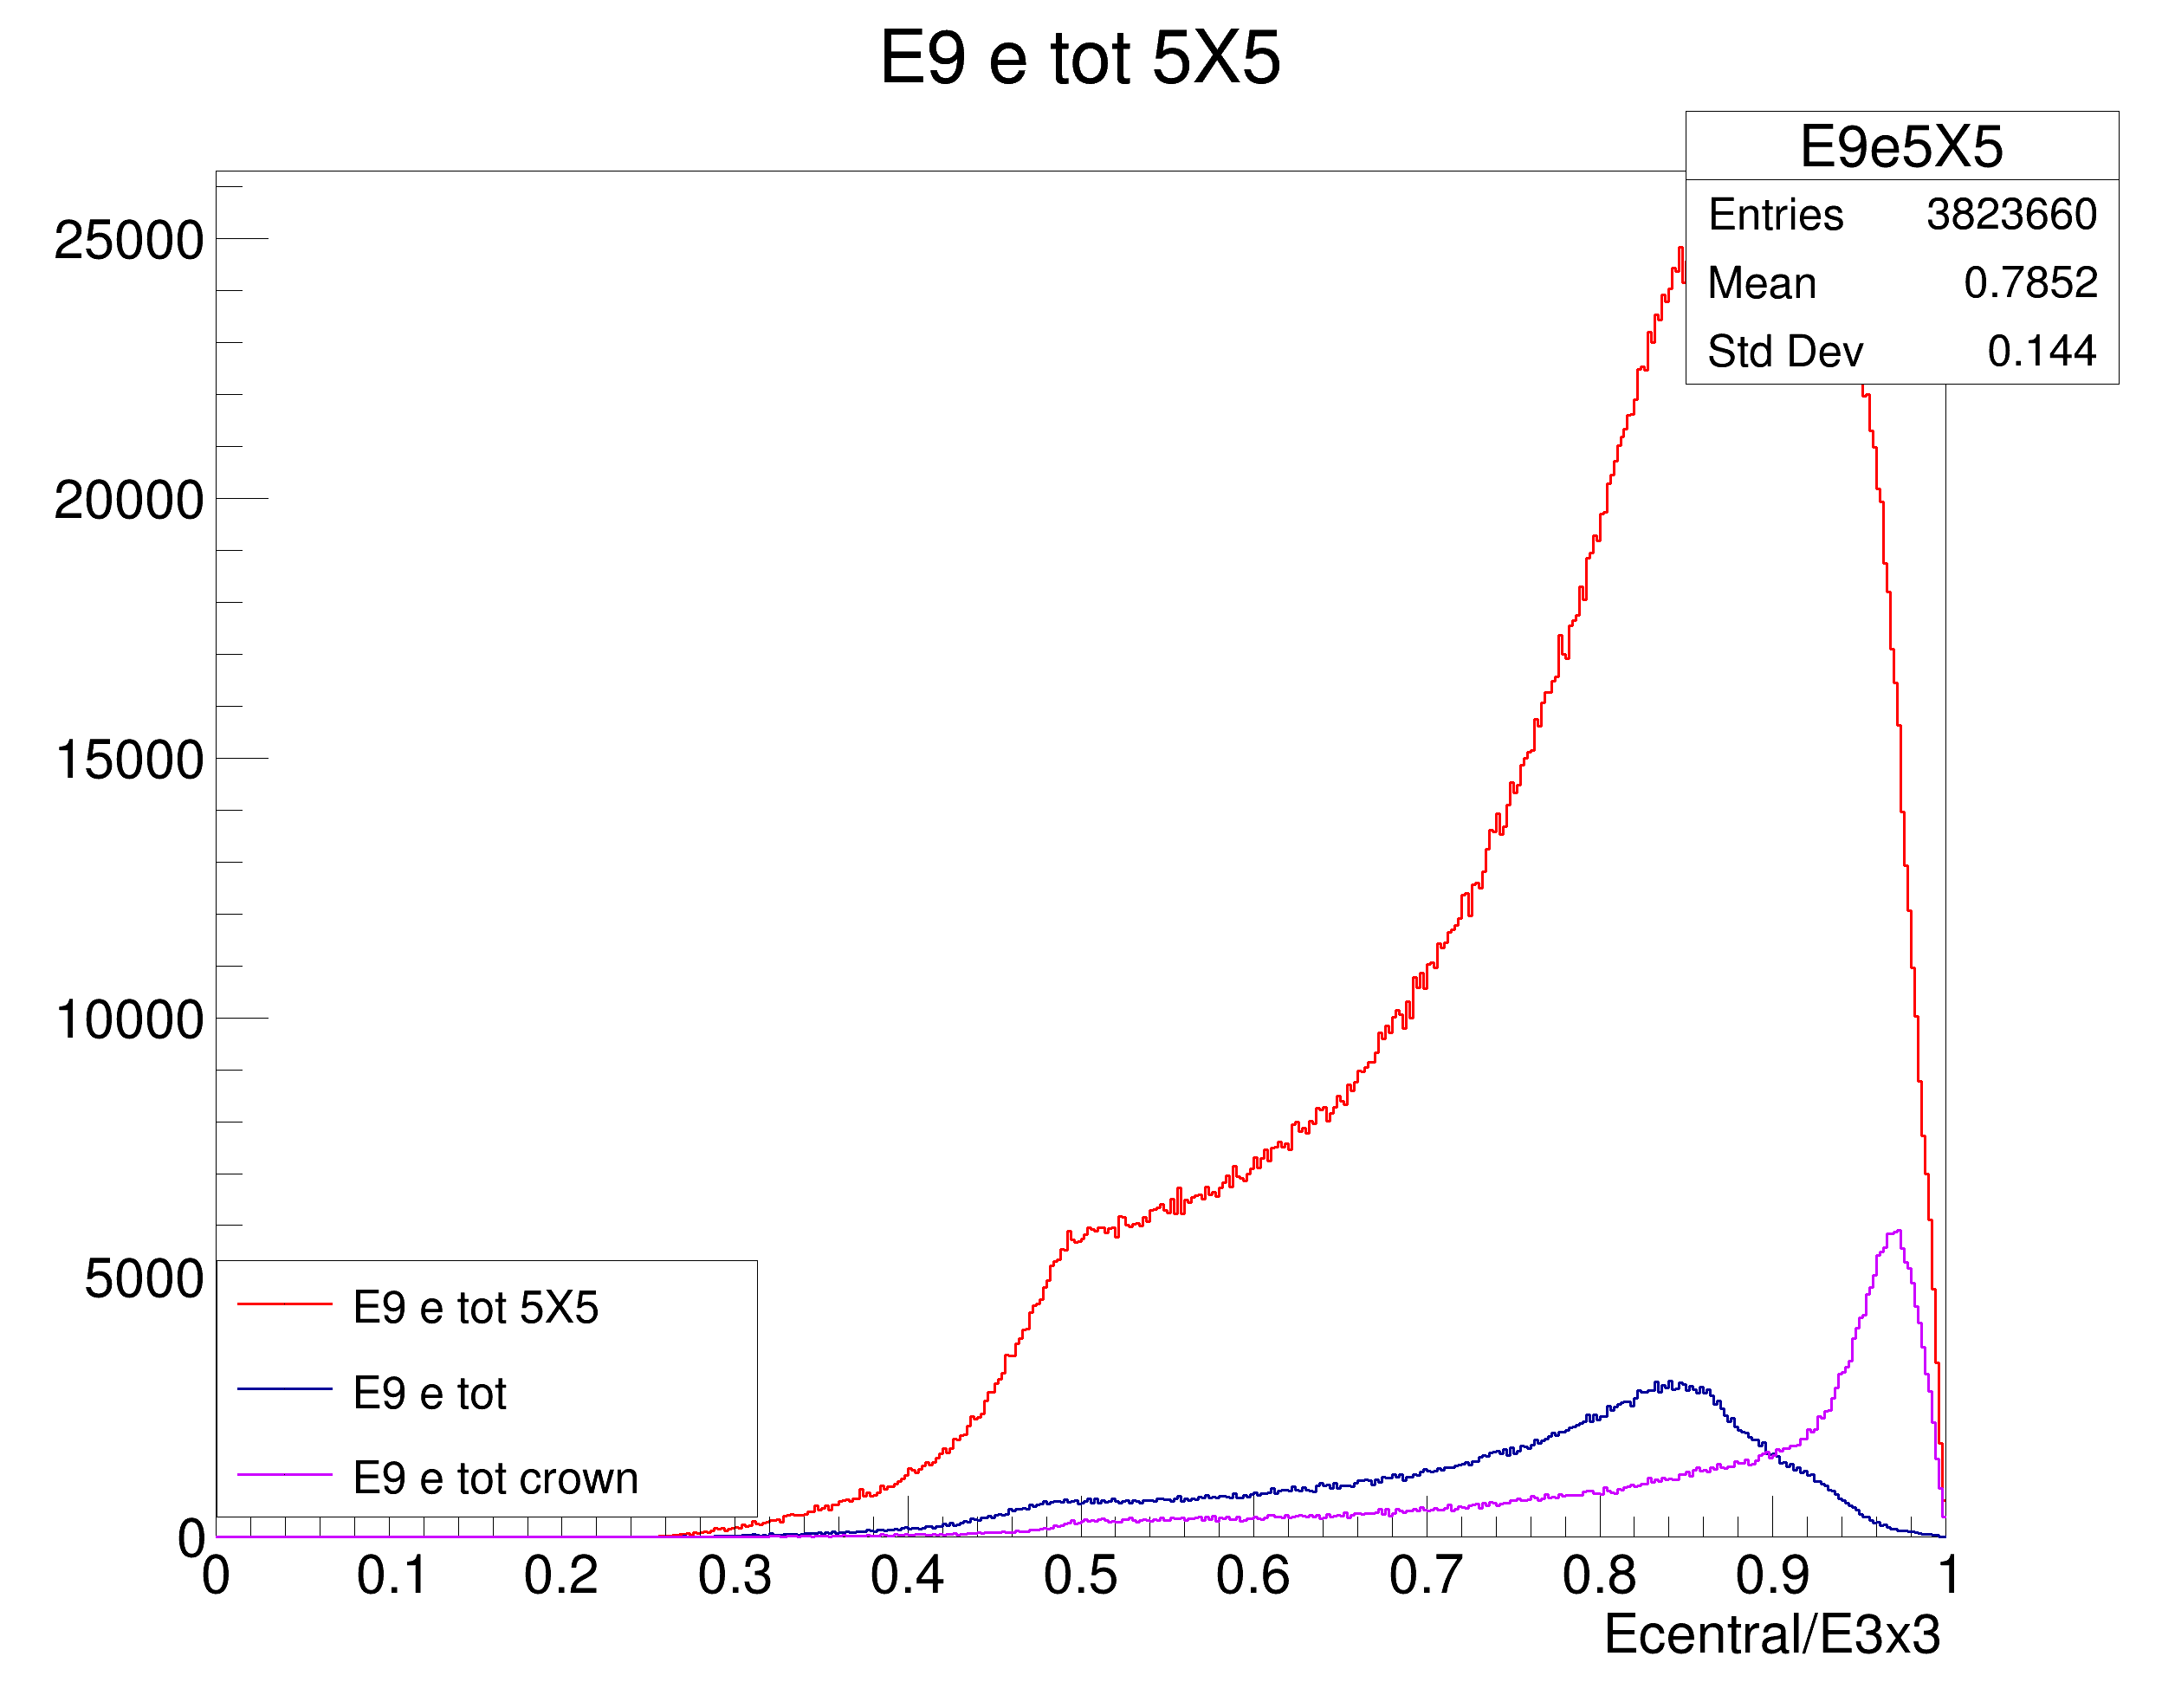 E9 e tot 5X5
E9e5X5
Entries 3823660
Mean 0.7852
Std Dev 0.144
25000
20000
15000
10000
5000
0
E9 e tot 5X5
E9 e tot
E9 e tot crown
0 0.1 0.2 0.3 0.4 0.5 0.6 0.7 0.8 0.9 1
Ecentral/E3x3